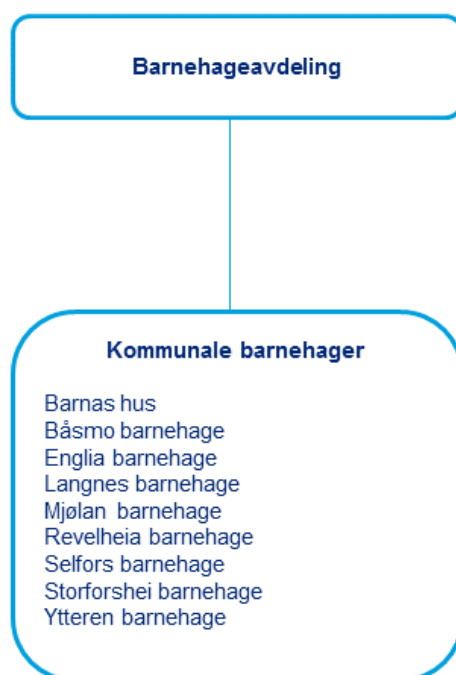 Barnehageavdeling
Kommunale barnehager
Barnas hus
Båsmo barnehage
Englia barnehage
Langnes barnehage
Mjølan barnehage
Revelheia barnehage
Selfors barnehage
Storforshei barnehage
Ytteren barnehage